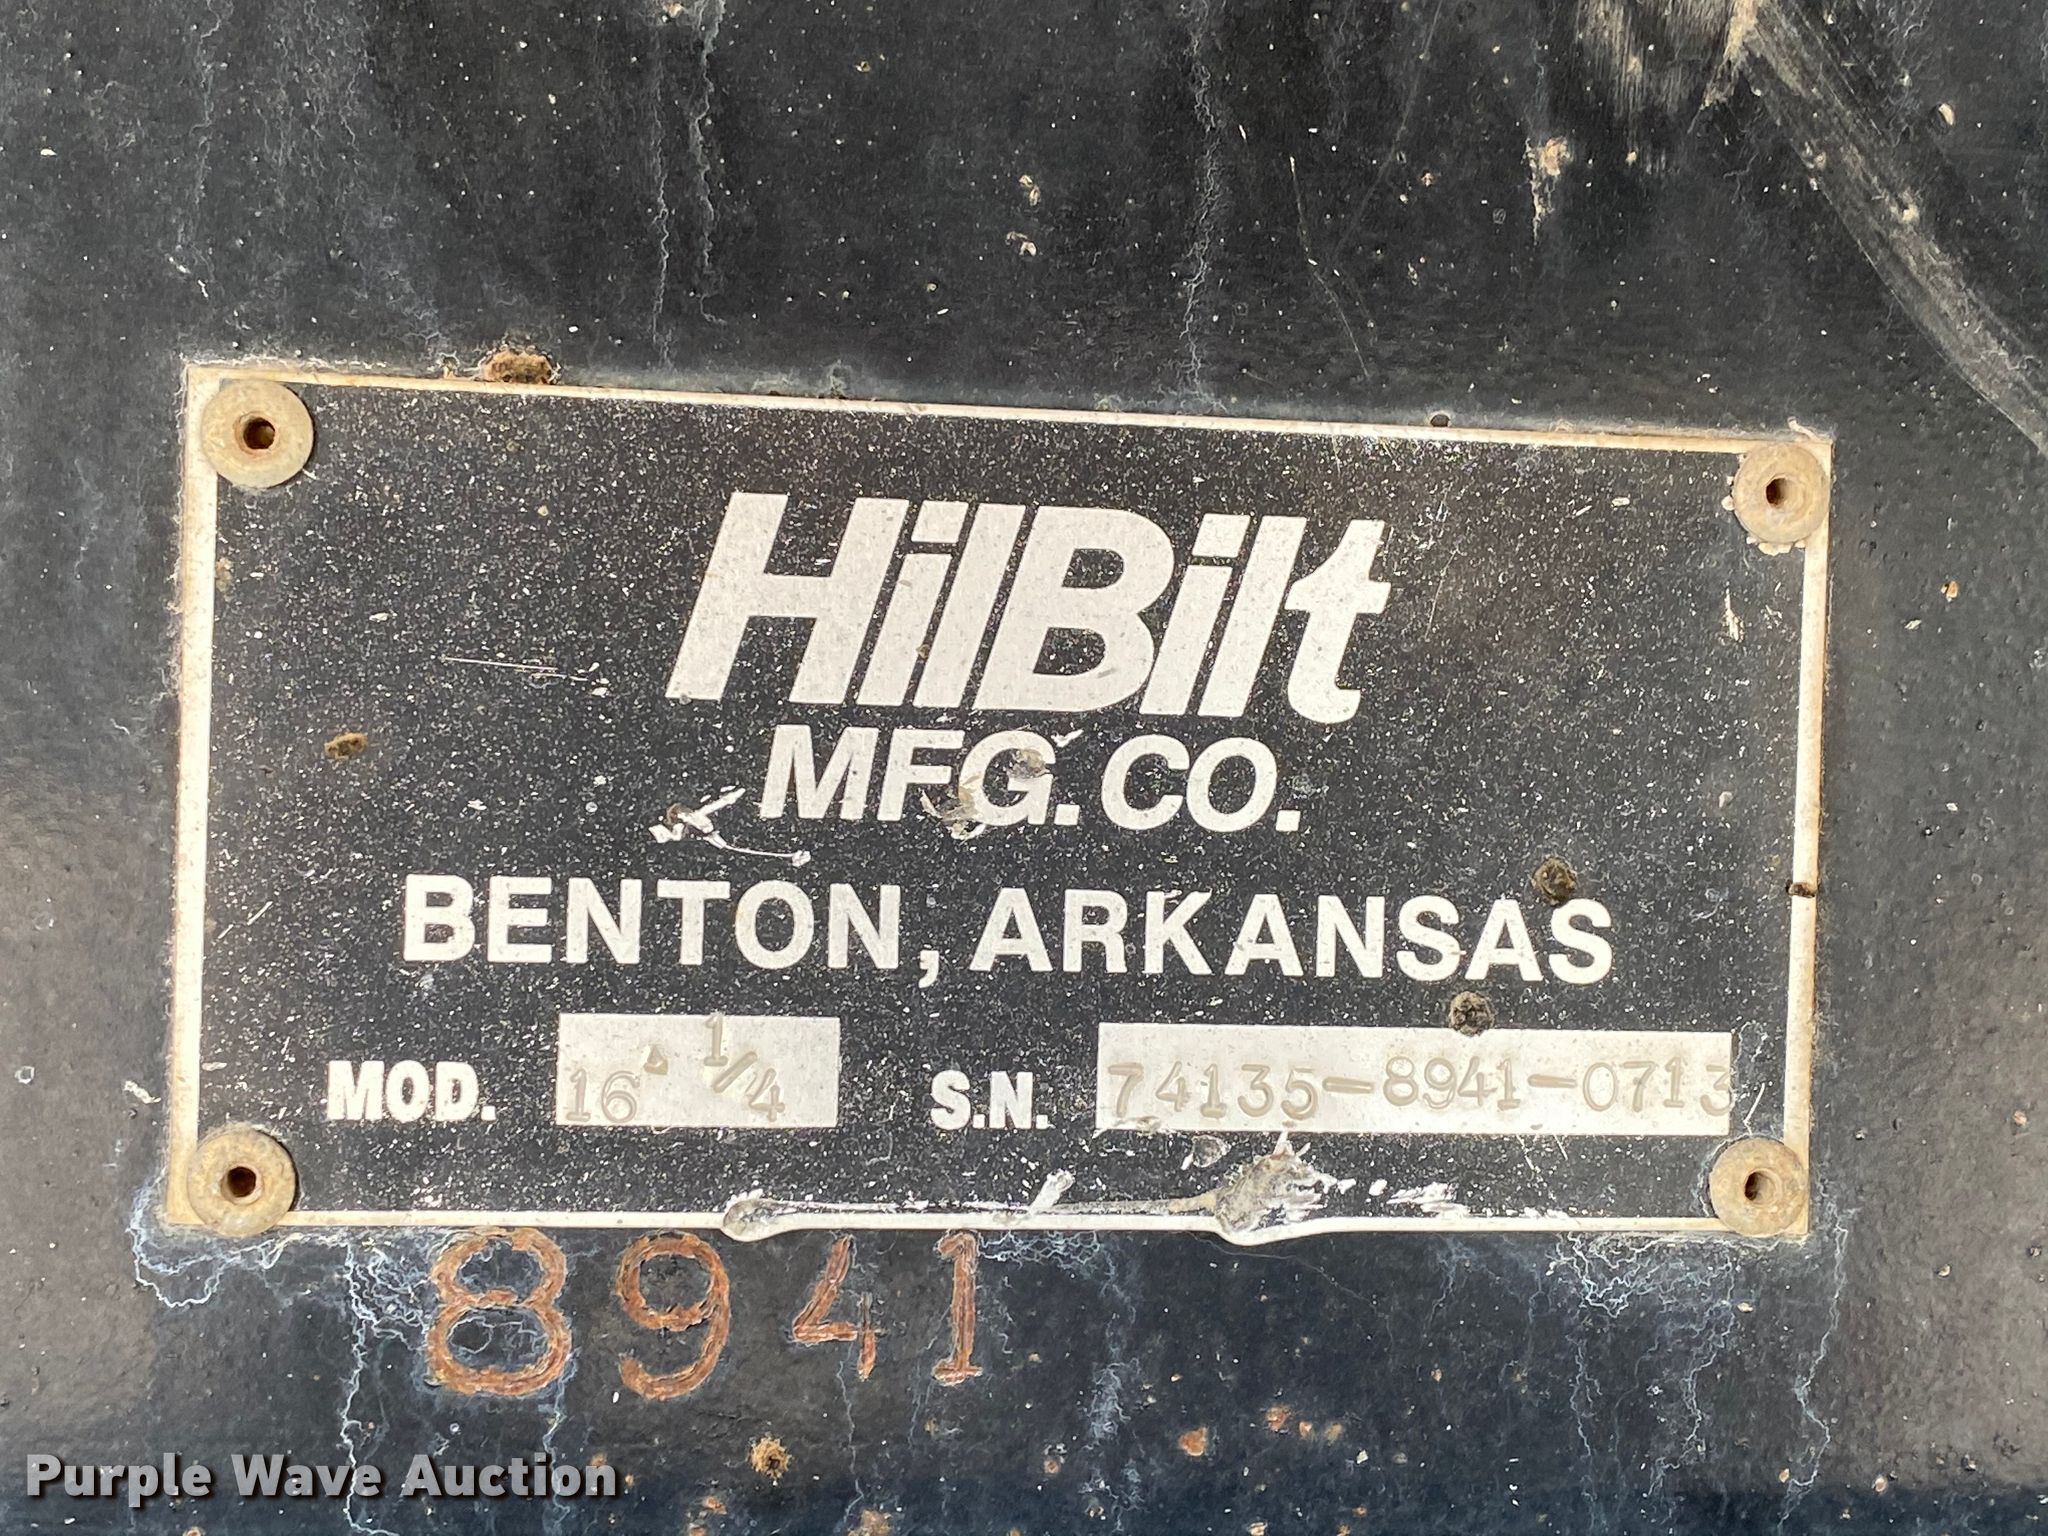 HilBilt
MFG. CO.
BENTON, ARKANSAS
MOD. 16' 1/4 S.N. 74135-8941-0713
8941
Purple Wave Auction